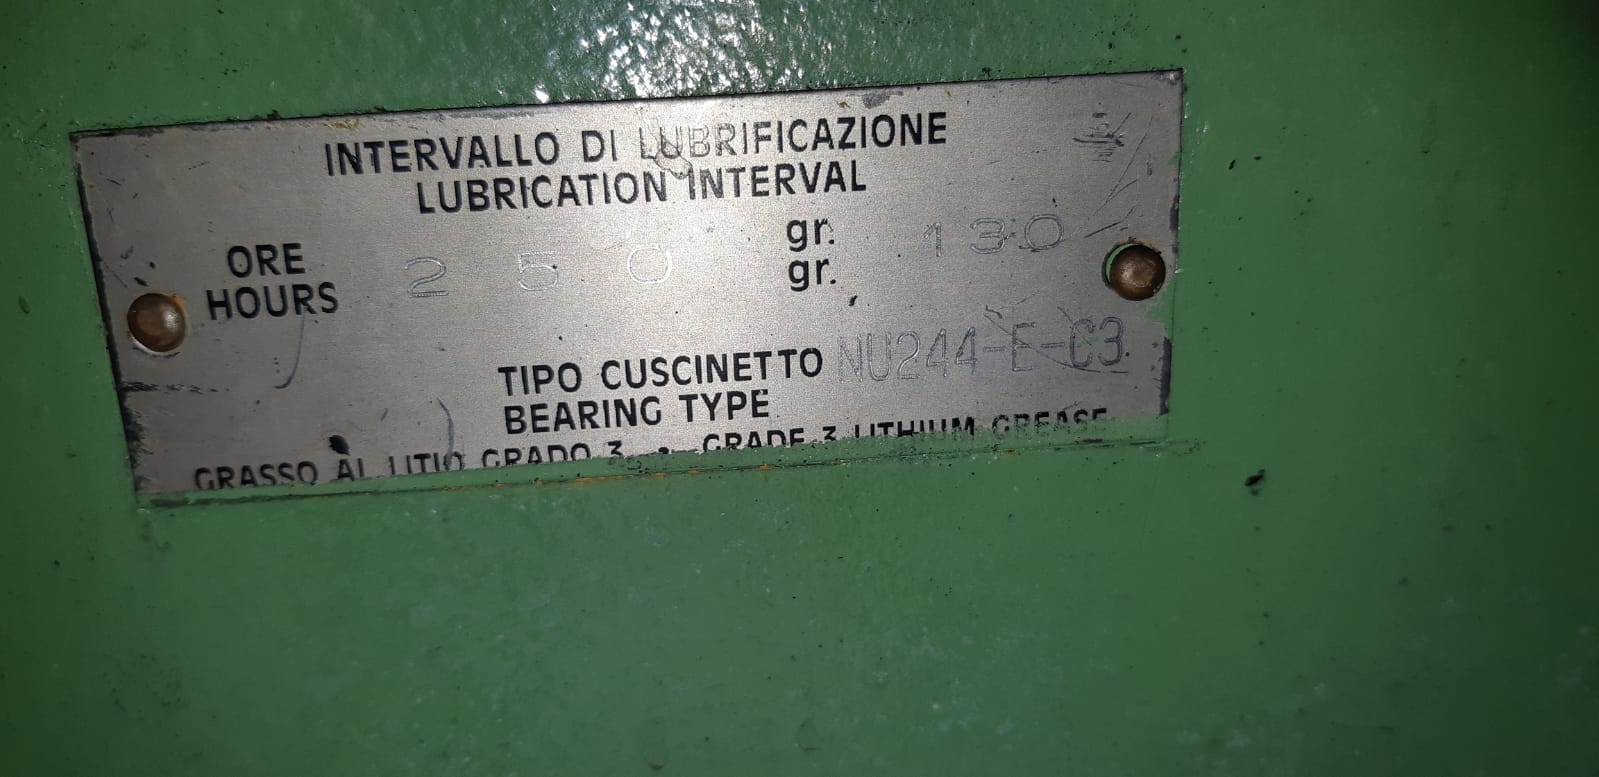 INTERVALLO DI LUBRIFICAZIONE
LUBRICATION INTERVAL
ORE 250 gr. 130
HOURS gr.
TIPO CUSCINETTO NU244-E-C3
BEARING TYPE
GRASSO AL LITIO GRADO 3 - GRADE 3 LITHIUM GREASE